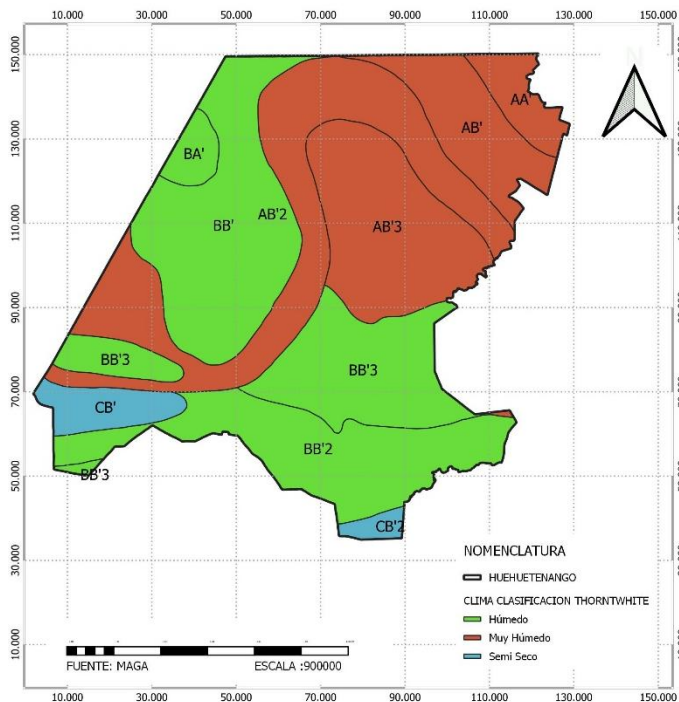 10.000 30.000 50.000 70.000 90.000 110.000 130.000 150.000
N
150.000
130.000
110.000
90.000
70.000
50.000
30.000
10.000
AA'
AB'
BA'
AB'2
BB'
AB'3
BB'3
BB'3
CB'
BB'2
BB'3
CB'2
NOMENCLATURA
HUEHUETENANGO
CLIMA CLASIFICACION THORNTWHITE
Húmedo
Muy Húmedo
Semi Seco
FUENTE: MAGA ESCALA :900000
10.000 30.000 50.000 70.000 90.000 110.000 130.000 150.000